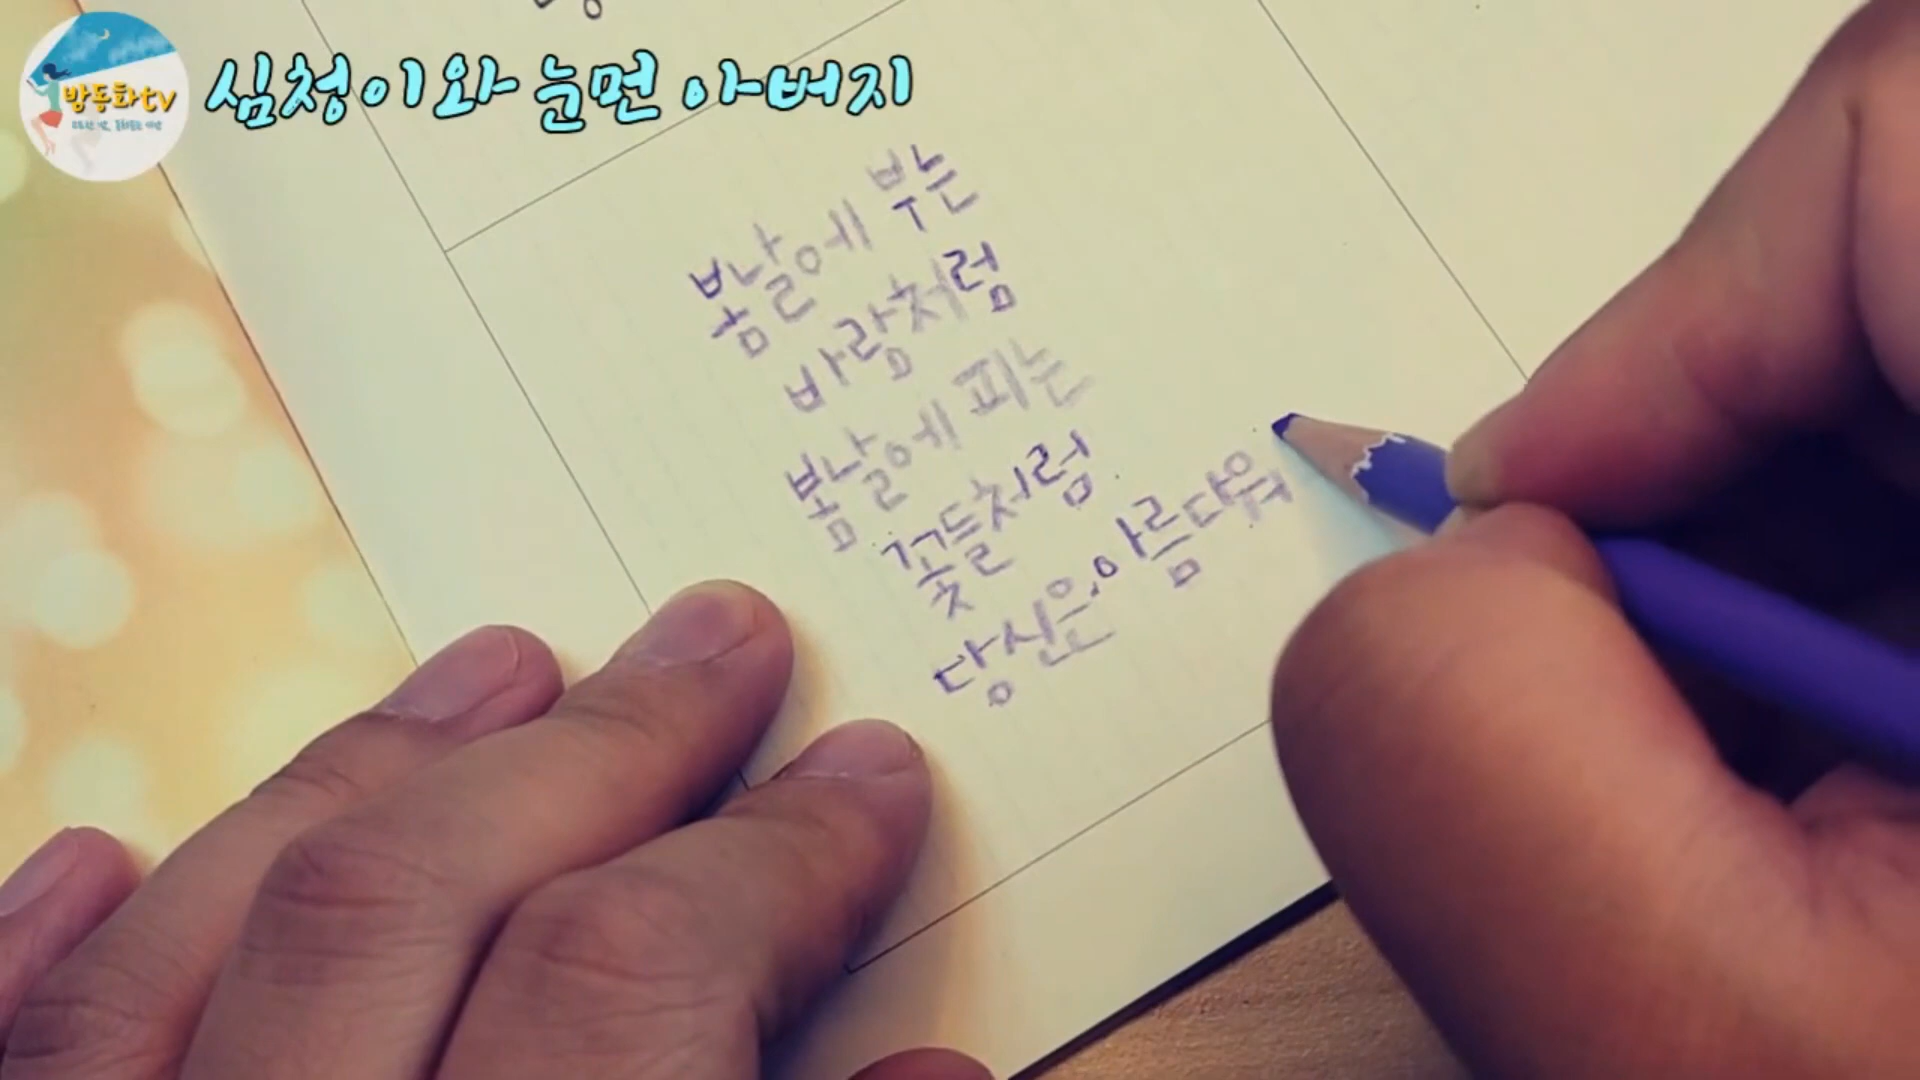 밤동화tv
심청이와 눈먼 아버지
봄날에 부는
바람처럼
봄날에 피는
꽃들처럼
당신은 아름다워